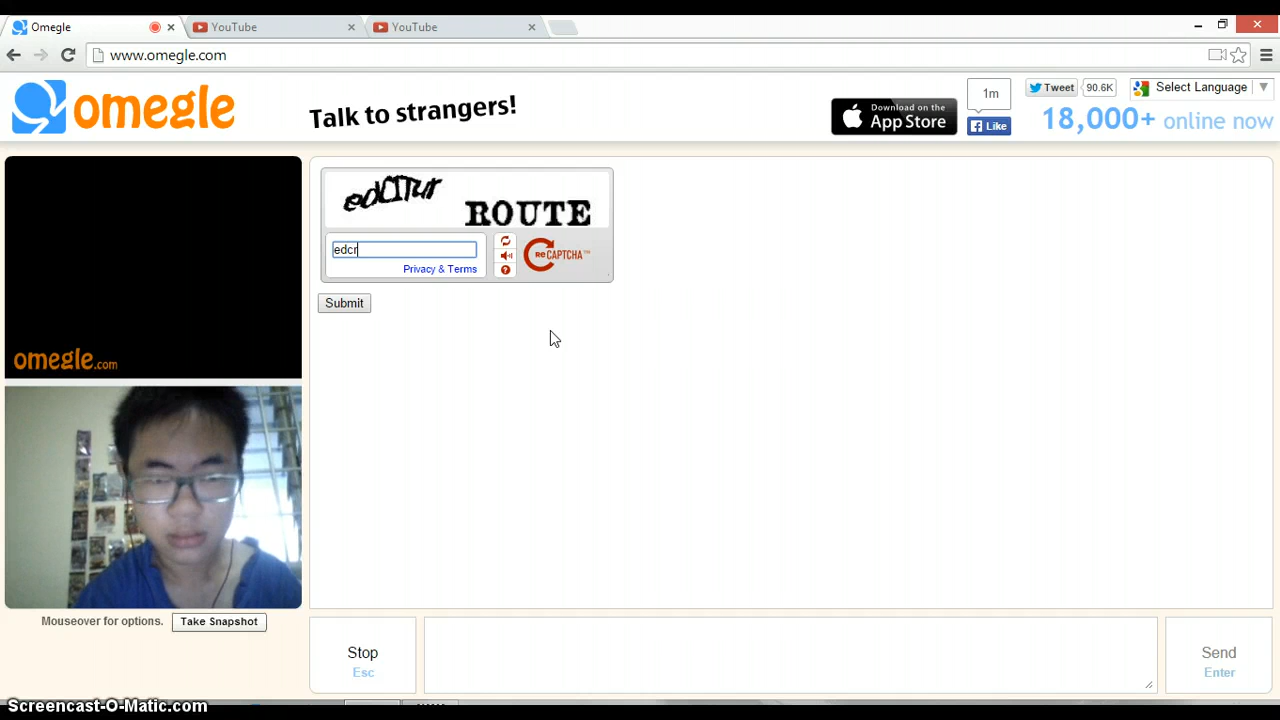 Omegle
YouTube
YouTube
www.omegle.com
omegle
Talk to strangers!
Download on the
App Store
1m
Like
Tweet
90.6K
Select Language
18,000+ online now
ROUTE
edcr
reCAPTCHA™
Privacy & Terms
Submit
omegle.com
Mouseover for options.
Take Snapshot
Stop
Esc
Send
Enter
Screencast-O-Matic.com